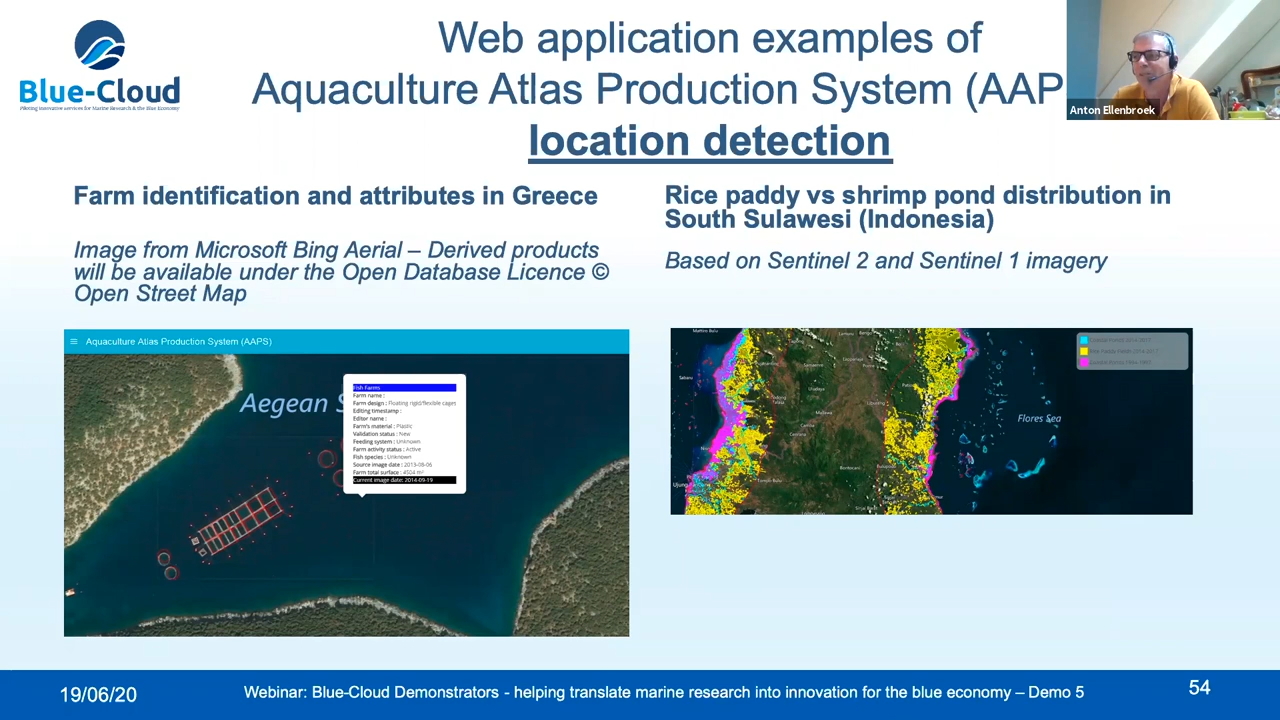 Web application examples of
Aquaculture Atlas Production System (AAP
location detection
Blue-Cloud
Piloting innovative services for Marine Research & the Blue Economy
Anton Ellenbroek
Farm identification and attributes in Greece
Image from Microsoft Bing Aerial – Derived products
will be available under the Open Database Licence ©
Open Street Map
Aquaculture Atlas Production System (AAPS)
Aegean S
Fish Farms
Farm name :
Farm design : Floating rigid/flexible cages
Editing timestamp :
Editor name :
Farm's material : Plastic
Validation status : New
Feeding system : Unknown
Farm activity status : Active
Fish species : Unknown
Source image date : 2013-08-06
Farm total surface : 4504 m²
Current image date: 2014-09-19
Rice paddy vs shrimp pond distribution in
South Sulawesi (Indonesia)
Based on Sentinel 2 and Sentinel 1 imagery
Flores Sea
19/06/20
Webinar: Blue-Cloud Demonstrators - helping translate marine research into innovation for the blue economy – Demo 5
54